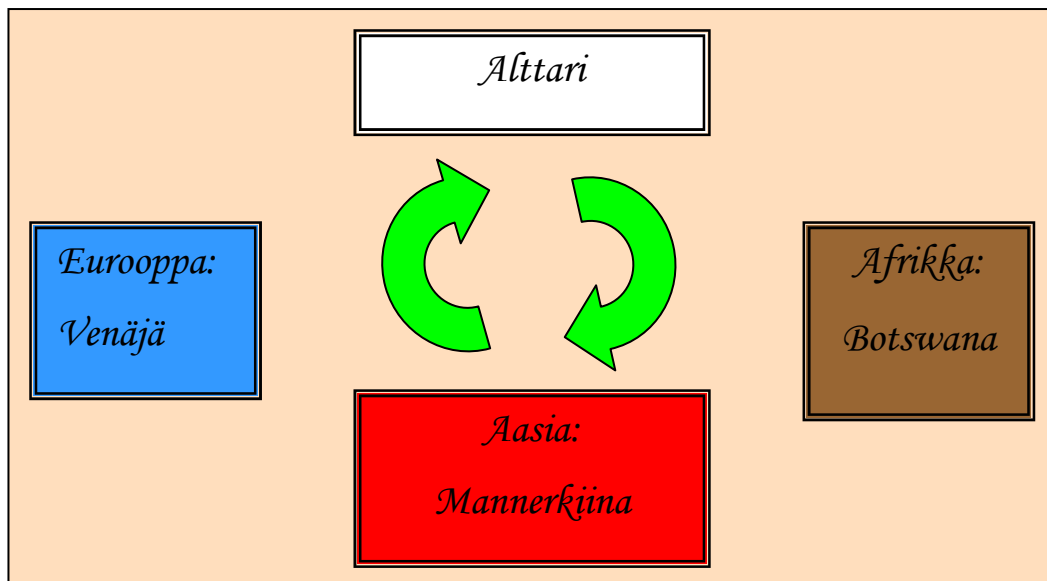 Alttari
Eurooppa:
Venäjä
Afrikka:
Botswana
Aasia:
Mannerkiina